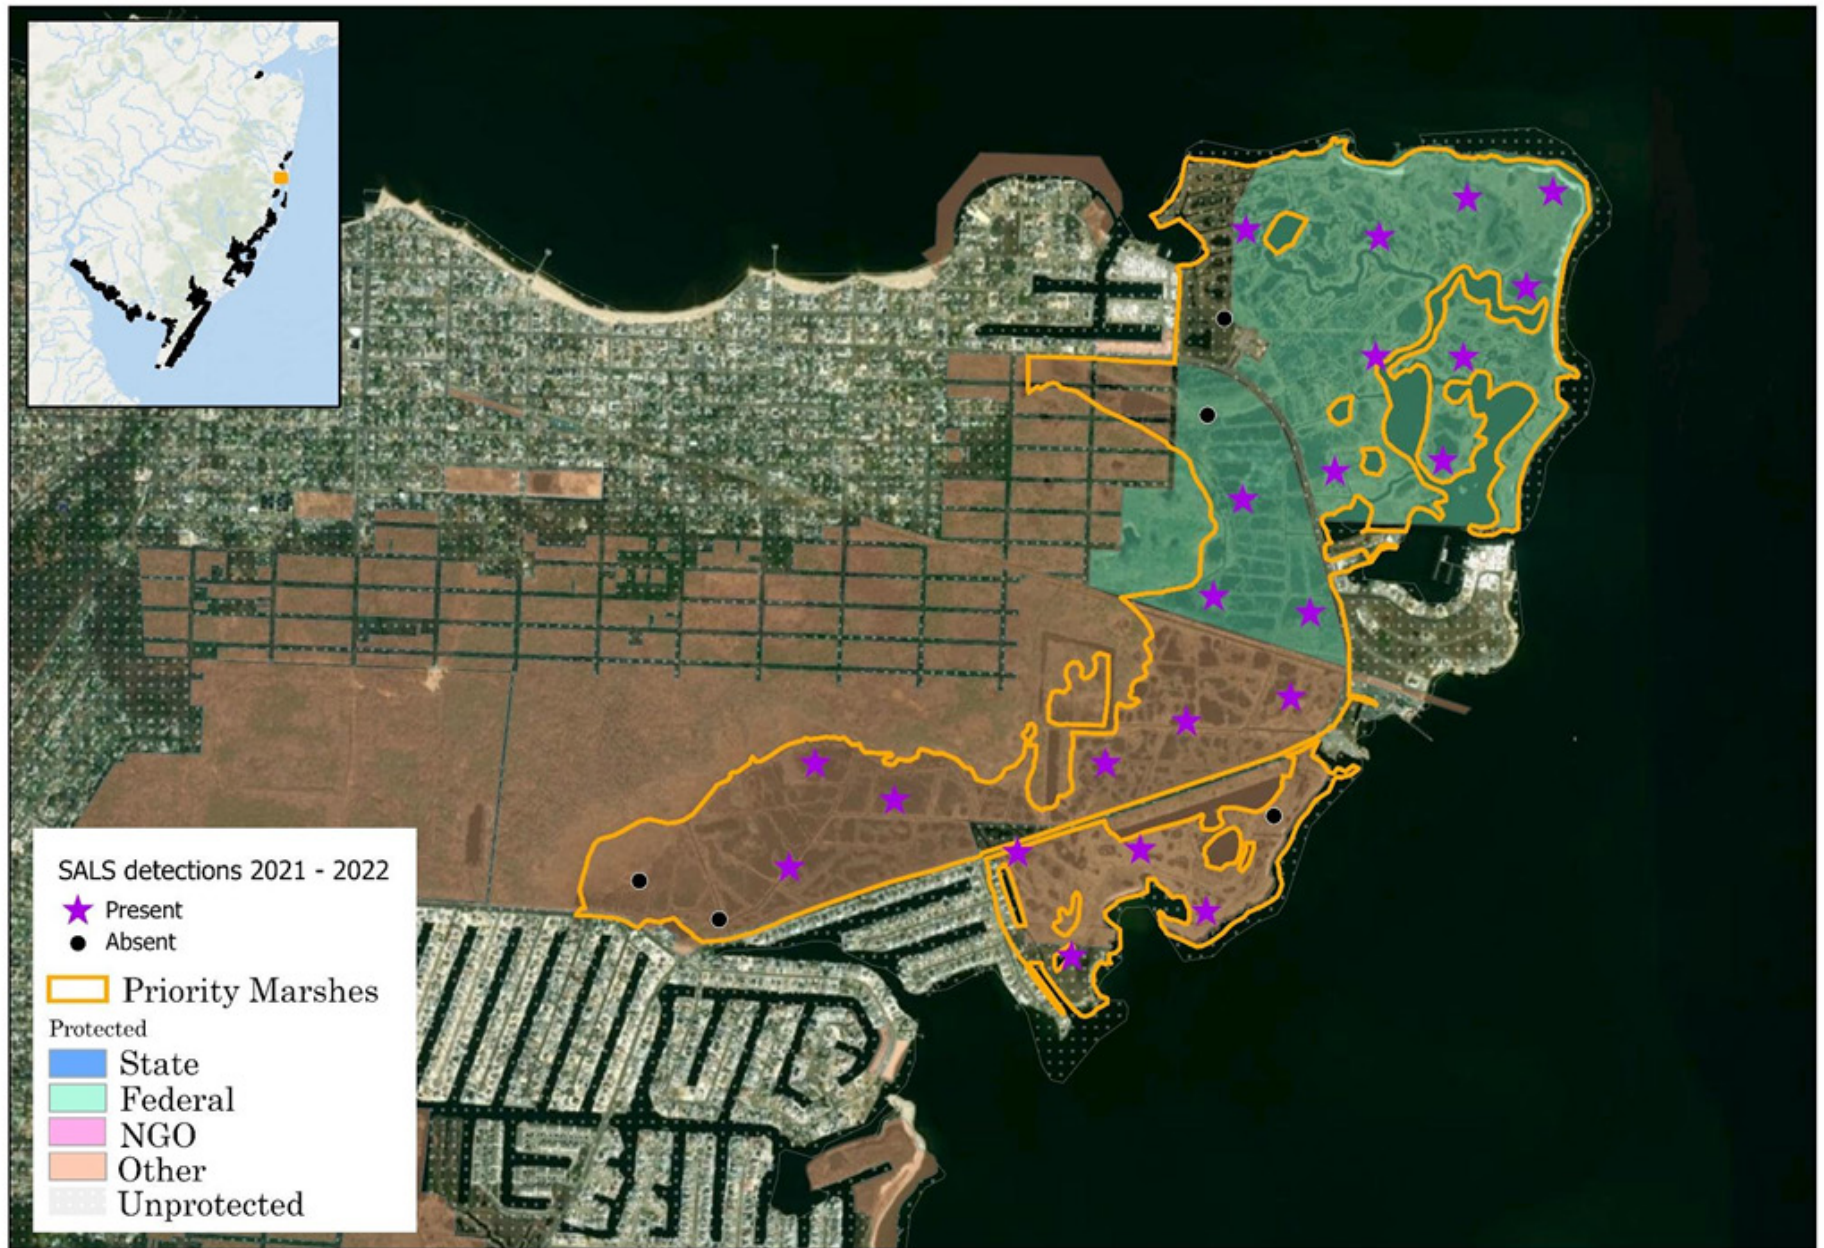 SALS detections 2021 - 2022
Present
Absent
Priority Marshes
Protected
State
Federal
NGO
Other
Unprotected